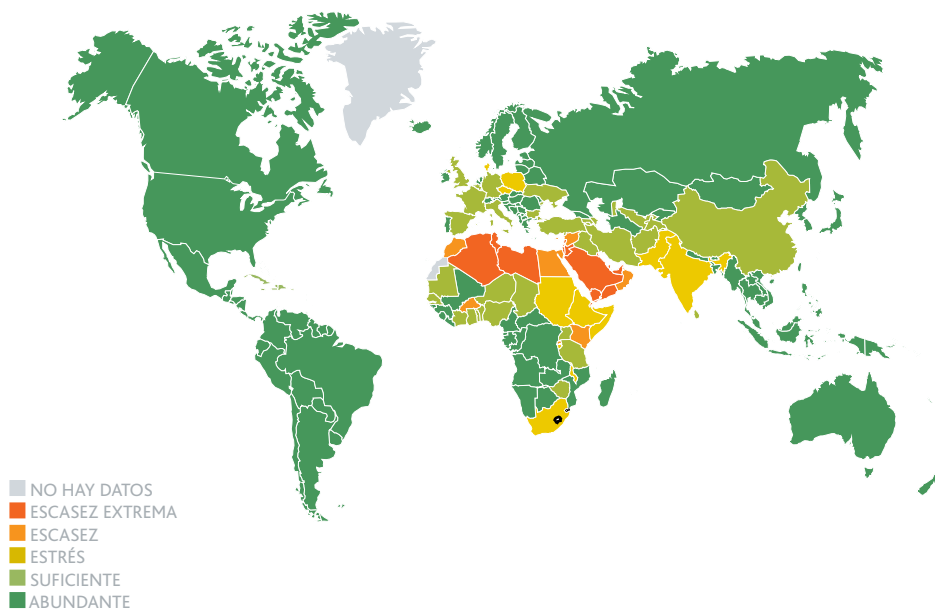 NO HAY DATOS
ESCASEZ EXTREMA
ESCASEZ
ESTRÉS
SUFICIENTE
ABUNDANTE